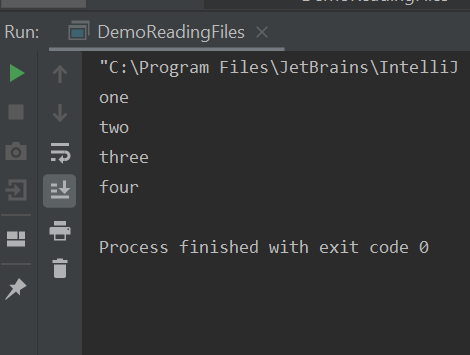 Run: DemoReadingFiles
"C:\Program Files\JetBrains\IntelliJ
one
two
three
four
Process finished with exit code 0